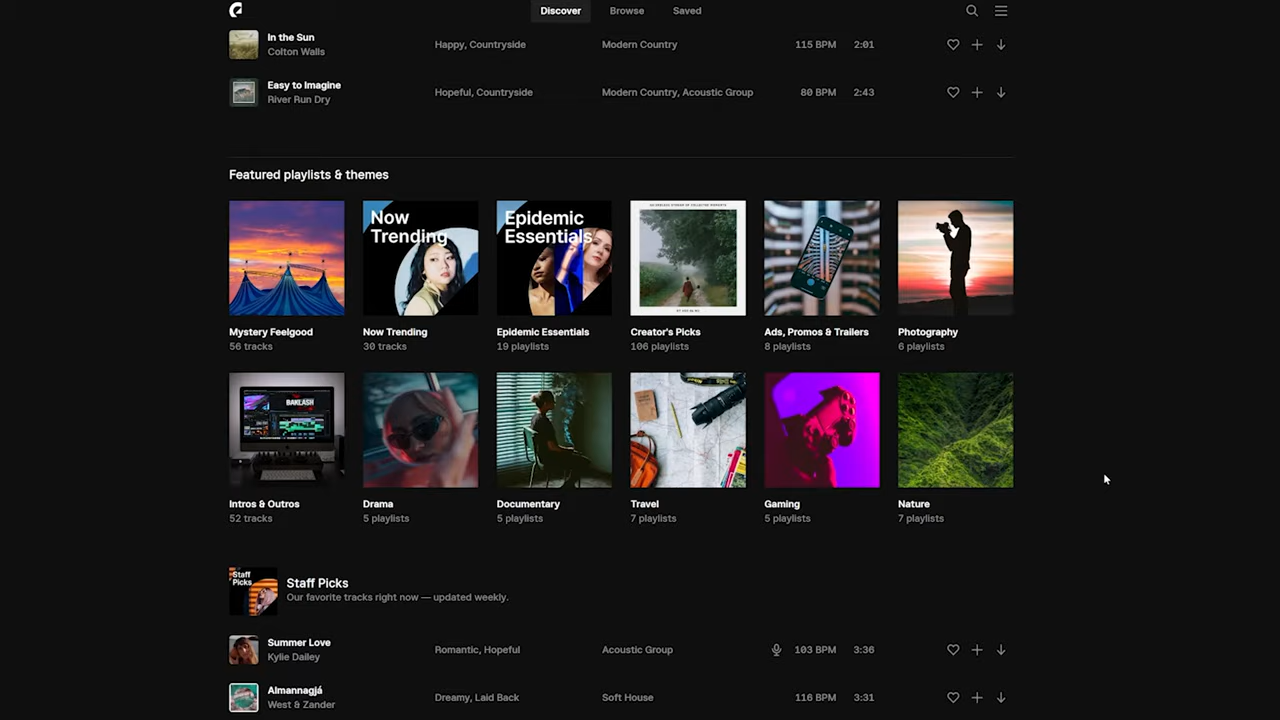 Discover Browse Saved
In the Sun
Colton Walls
Happy, Countryside
Modern Country
115 BPM 2:01
Easy to Imagine
River Run Dry
Hopeful, Countryside
Modern Country, Acoustic Group
80 BPM 2:43
Featured playlists & themes
Now
Trending
Epidemic
Essentials
Mystery Feelgood
56 tracks
Now Trending
30 tracks
Epidemic Essentials
19 playlists
Creator's Picks
106 playlists
Ads, Promos & Trailers
8 playlists
Photography
6 playlists
BAKLASH
Intros & Outros
52 tracks
Drama
5 playlists
Documentary
5 playlists
Travel
7 playlists
Gaming
5 playlists
Nature
7 playlists
Staff
Picks
Staff Picks
Our favorite tracks right now — updated weekly.
Summer Love
Kylie Dailey
Romantic, Hopeful
Acoustic Group
103 BPM 3:36
Almannagjá
West & Zander
Dreamy, Laid Back
Soft House
116 BPM 3:31